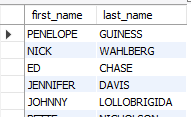 first_name last_name
PENELOPE GUINESS
NICK WAHLBERG
ED CHASE
JENNIFER DAVIS
JOHNNY LOLLOBRIGIDA